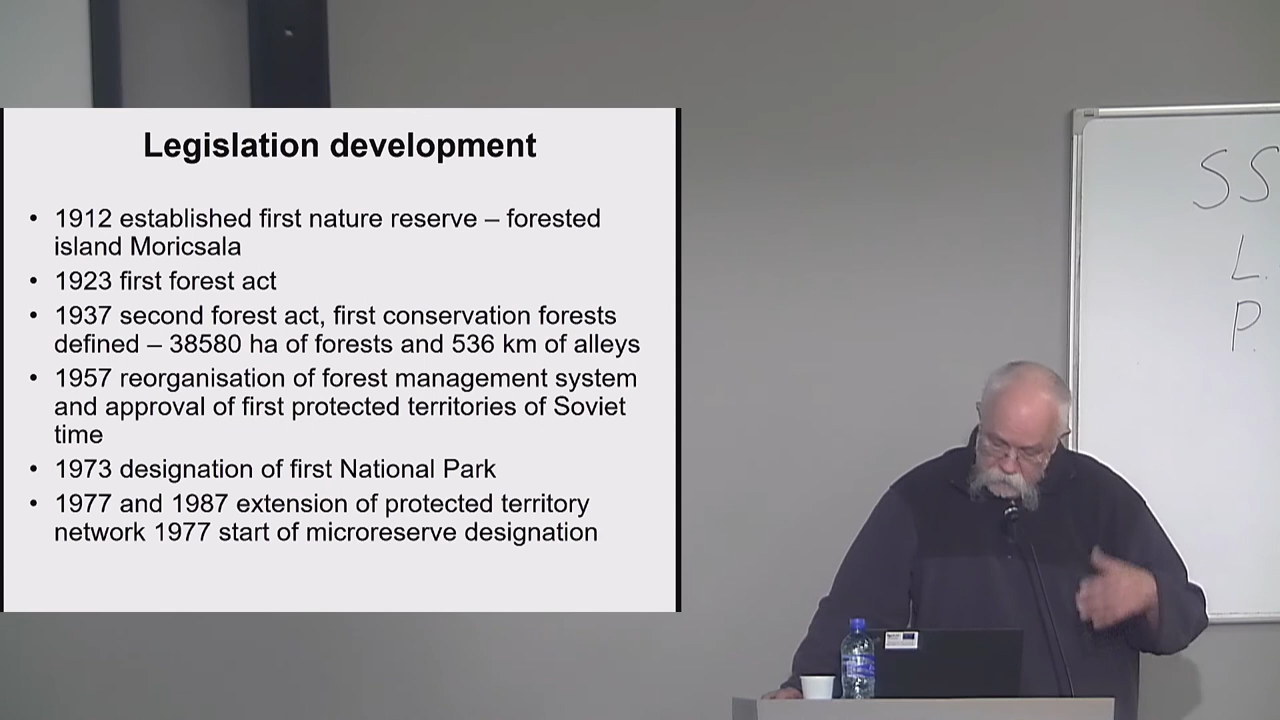 Legislation development
• 1912 established first nature reserve – forested
island Moricsala
• 1923 first forest act
• 1937 second forest act, first conservation forests
defined – 38580 ha of forests and 536 km of alleys
• 1957 reorganisation of forest management system
and approval of first protected territories of Soviet
time
• 1973 designation of first National Park
• 1977 and 1987 extension of protected territory
network 1977 start of microreserve designation
SS
L.
P.